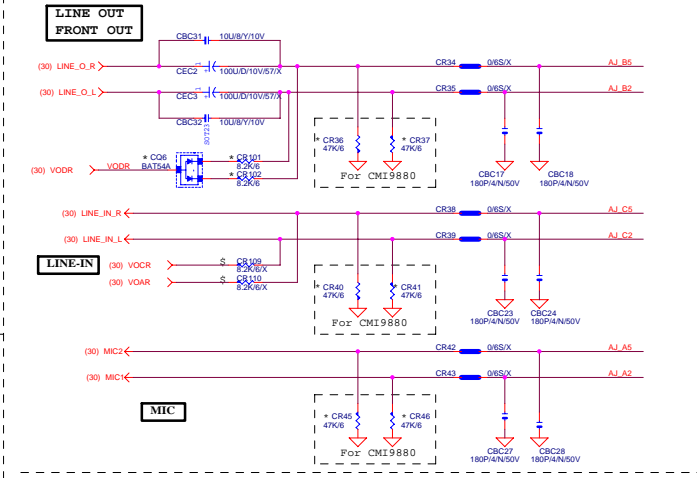 LINE OUT
FRONT OUT
CBC31 10U/8/Y/10V
(30) LINE_O_R
CEC2 100U/D/10V/57/X
CR34 0/6S/X AJ_B5
(30) LINE_O_L
CEC3 100U/D/10V/57/X
CR35 0/6S/X AJ_B2
CBC32 10U/8/Y/10V
SOT23
* CR36
47K/6
* CR37
47K/6
For CMI9880
* CQ6
BAT54A
(30) VODR VODR
* CR101
8.2K/6
* CR102
8.2K/6
CBC17
180P/4/N/50V
CBC18
180P/4/N/50V
(30) LINE_IN_R
CR38 0/6S/X AJ_C5
(30) LINE_IN_L
CR39 0/6S/X AJ_C2
LINE-IN
(30) VOCR
CR109
8.2K/6/X
(30) VOAR
CR110
8.2K/6/X
* CR40
47K/6
* CR41
47K/6
For CMI9880
CBC23
180P/4/N/50V
CBC24
180P/4/N/50V
(30) MIC2
CR42 0/6S/X AJ_A5
(30) MIC1
CR43 0/6S/X AJ_A2
MIC
* CR45
47K/6
* CR46
47K/6
For CMI9880
CBC27
180P/4/N/50V
CBC28
180P/4/N/50V